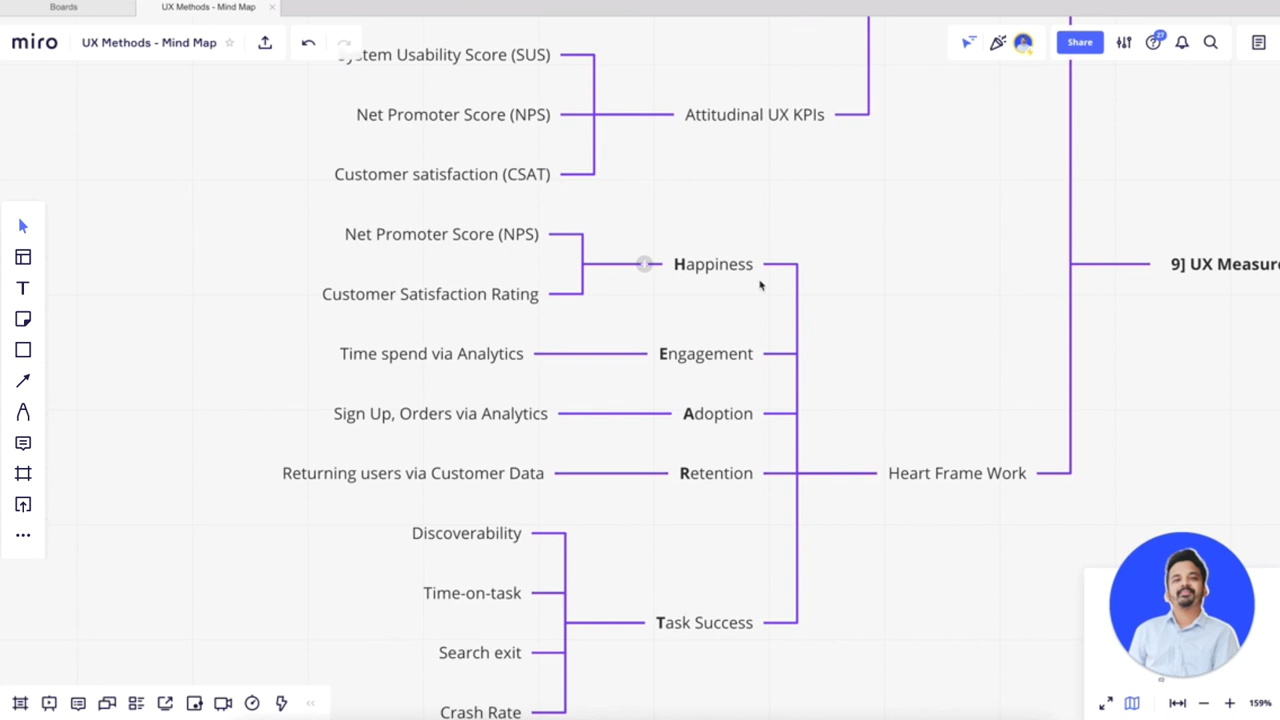 Boards
UX Methods - Mind Map
miro
UX Methods - Mind Map
Share
27
System Usability Score (SUS)
Net Promoter Score (NPS)
Attitudinal UX KPIs
Customer satisfaction (CSAT)
Net Promoter Score (NPS)
Happiness
9] UX Measure
Customer Satisfaction Rating
Time spend via Analytics
Engagement
Sign Up, Orders via Analytics
Adoption
Returning users via Customer Data
Retention
Heart Frame Work
Discoverability
Time-on-task
Task Success
Search exit
Crash Rate
159%